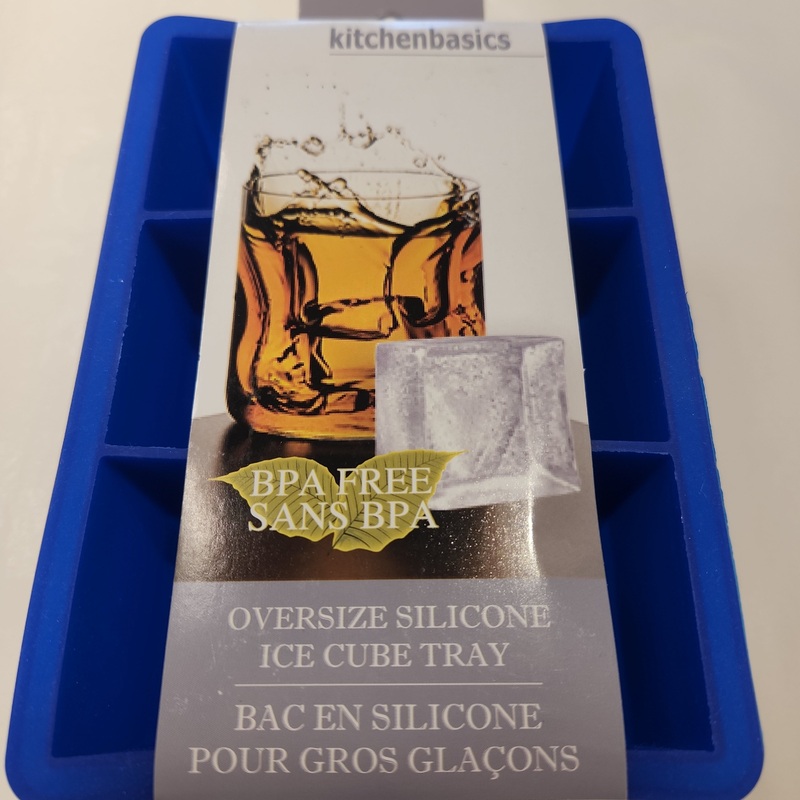 kitchenbasics
BPA FREE
SANS BPA
OVERSIZE SILICONE
ICE CUBE TRAY
BAC EN SILICONE
POUR GROS GLAÇONS